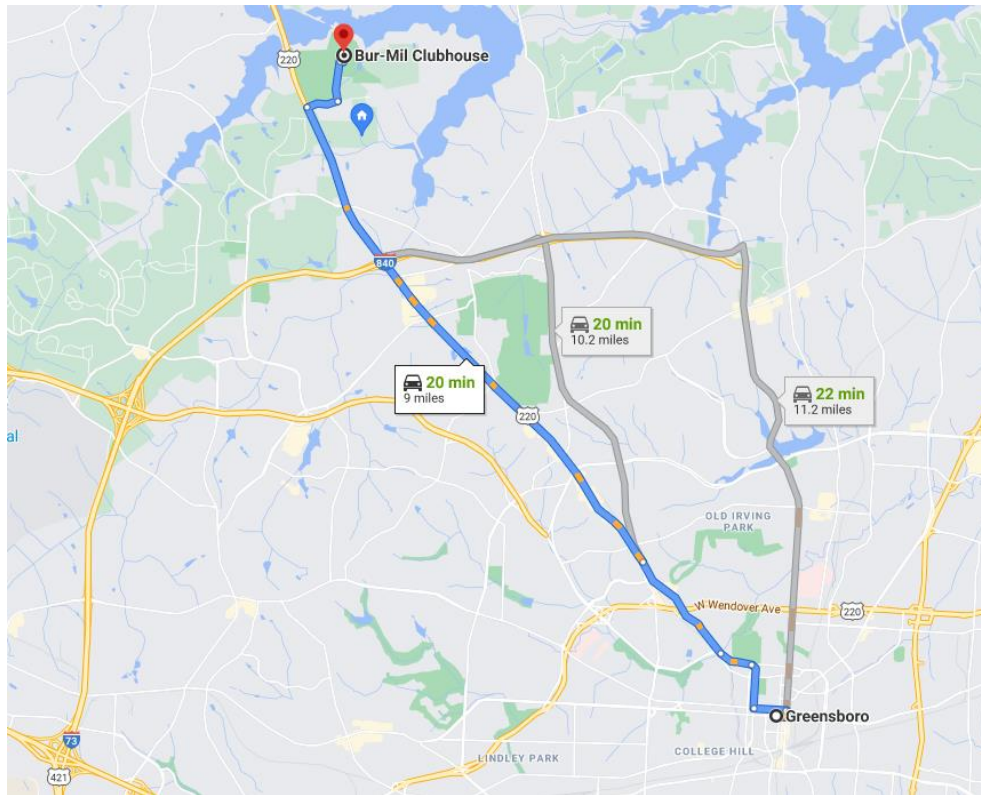 220
Bur-Mil Clubhouse
840
20 min
10.2 miles
20 min
9 miles
22 min
11.2 miles
220
al
OLD IRVING
PARK
W Wendover Ave
220
Greensboro
73
COLLEGE HILL
LINDLEY PARK
421